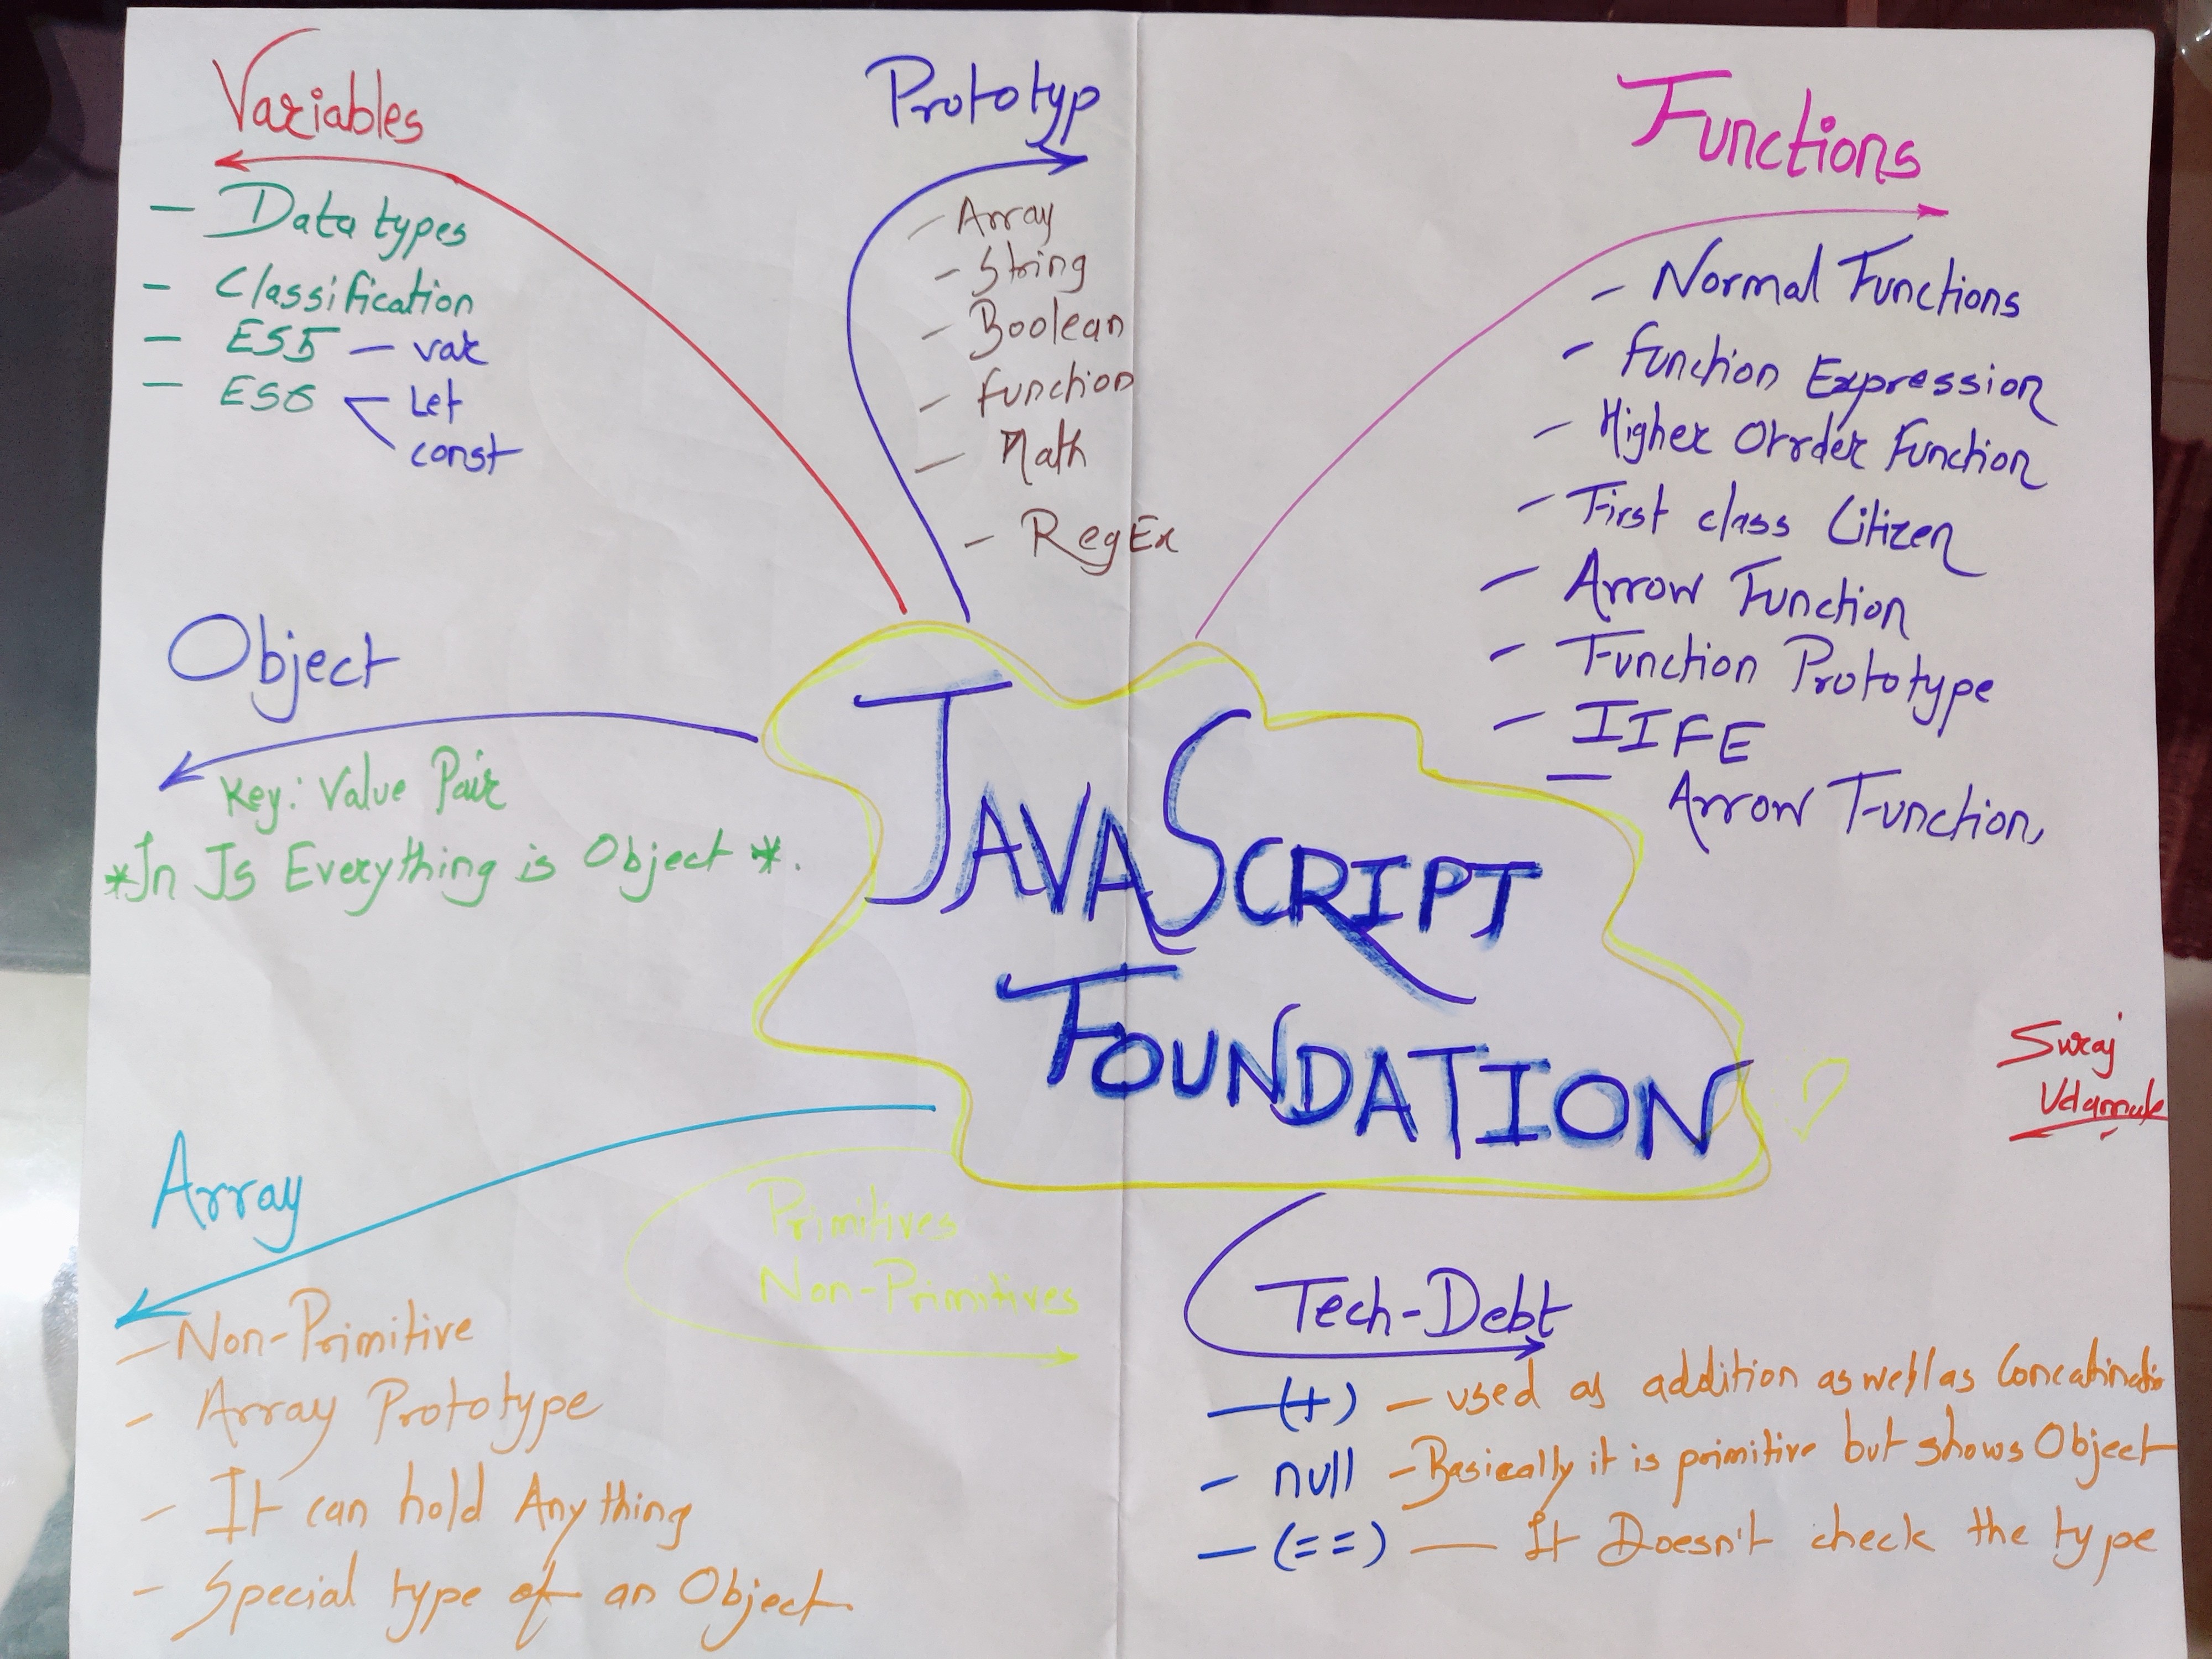 Variables
- Data types
- Classification
- ES5 - var
- ES6 < Let
const
Prototyp
- Array
- String
- Boolean
- function
- Math
- RegEx
Functions
- Normal Functions
- Function Expression
- Higher Otrder Function
- First class Citizen
- Arrow Function
- Function Prototype
- IIFE
- Arrow Function,
Object
Key: Value Pair
*In Js Everything is Object *.
JAVASCRIPT
FOUNDATION
Array
- Non-Primitive
- Array Prototype
- It can hold Anything
- Special type of an Object.
Primitives
Non-Primitives
Tech-Debt
- (+) - used as addition as well as
- null - Basically it is primitive but shows Object
- (==) - It Doesn't check the type
Suraj